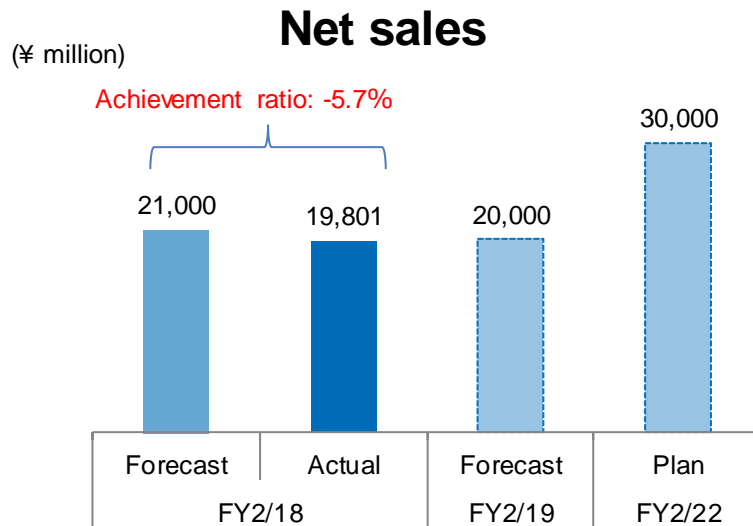 Net sales
(¥ million)
Achievement ratio: -5.7%
30,000
21,000
19,801
20,000
Forecast Actual Forecast Plan
FY2/18 FY2/19 FY2/22